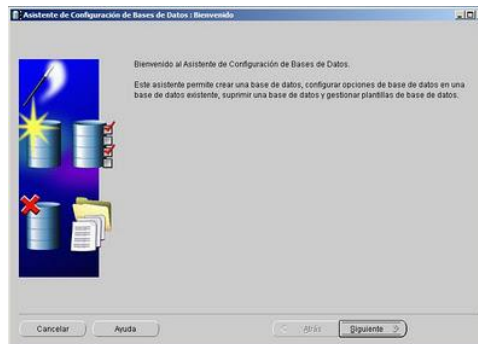 Asistente de Configuración de Bases de Datos : Bienvenido
Bienvenido al Asistente de Configuración de Bases de Datos.
Este asistente permite crear una base de datos, configurar opciones de base de datos en una
base de datos existente, suprimir una base de datos y gestionar plantillas de base de datos.
Cancelar
Ayuda
Atrás
Siguiente